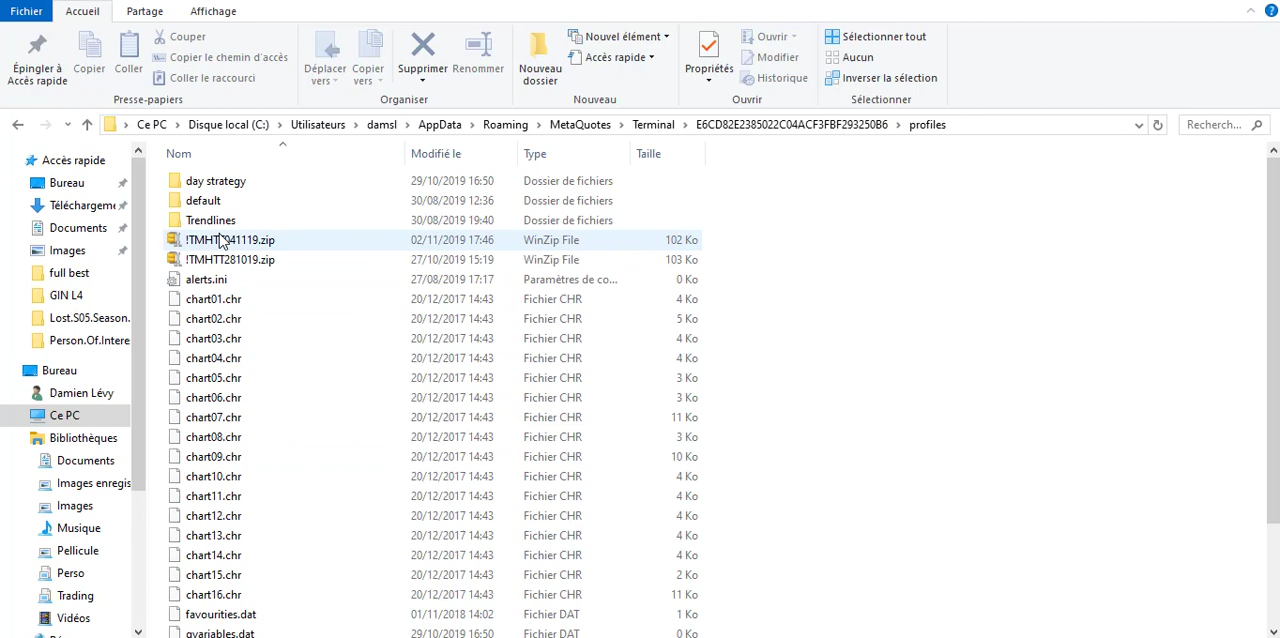 Fichier Accueil Partage Affichage
Épingler à Accès rapide
Copier
Coller
Couper
Copier le chemin d'accès
Coller le raccourci
Presse-papiers
Déplacer vers
Copier vers
Supprimer
Renommer
Organiser
Nouveau dossier
Nouvel élément
Accès rapide
Nouveau
Propriétés
Ouvrir
Modifier
Historique
Ouvrir
Sélectionner tout
Aucun
Inverser la sélection
Sélectionner
Ce PC > Disque local (C:) > Utilisateurs > damsl > AppData > Roaming > MetaQuotes > Terminal > E6CD82E2385022C04ACF3FBF293250B6 > profiles
Recherch...
Accès rapide
Bureau
Téléchargeme
Documents
Images
full best
GIN L4
Lost.S05.Season.
Person.Of.Intere
Bureau
Damien Lévy
Ce PC
Bibliothèques
Documents
Images enregis
Images
Musique
Pellicule
Perso
Trading
Vidéos
Nom Modifié le Type Taille
day strategy 29/10/2019 16:50 Dossier de fichiers
default 30/08/2019 12:36 Dossier de fichiers
Trendlines 30/08/2019 19:40 Dossier de fichiers
02/11/2019 17:46 WinZip File 102 Ko
!TMHTT281019.zip 27/10/2019 15:19 WinZip File 103 Ko
alerts.ini 27/08/2019 17:17 Paramètres de co... 0 Ko
chart01.chr 20/12/2017 14:43 Fichier CHR 4 Ko
chart02.chr 20/12/2017 14:43 Fichier CHR 5 Ko
chart03.chr 20/12/2017 14:43 Fichier CHR 4 Ko
chart04.chr 20/12/2017 14:43 Fichier CHR 4 Ko
chart05.chr 20/12/2017 14:43 Fichier CHR 3 Ko
chart06.chr 20/12/2017 14:43 Fichier CHR 3 Ko
chart07.chr 20/12/2017 14:43 Fichier CHR 11 Ko
chart08.chr 20/12/2017 14:43 Fichier CHR 3 Ko
chart09.chr 20/12/2017 14:43 Fichier CHR 10 Ko
chart10.chr 20/12/2017 14:43 Fichier CHR 4 Ko
chart11.chr 20/12/2017 14:43 Fichier CHR 4 Ko
chart12.chr 20/12/2017 14:43 Fichier CHR 4 Ko
chart13.chr 20/12/2017 14:43 Fichier CHR 4 Ko
chart14.chr 20/12/2017 14:43 Fichier CHR 4 Ko
chart15.chr 20/12/2017 14:43 Fichier CHR 2 Ko
chart16.chr 20/12/2017 14:43 Fichier CHR 11 Ko
favourities.dat 01/11/2018 14:02 Fichier DAT 1 Ko
gvariables.dat 29/10/2019 16:50 Fichier DAT 0 Ko